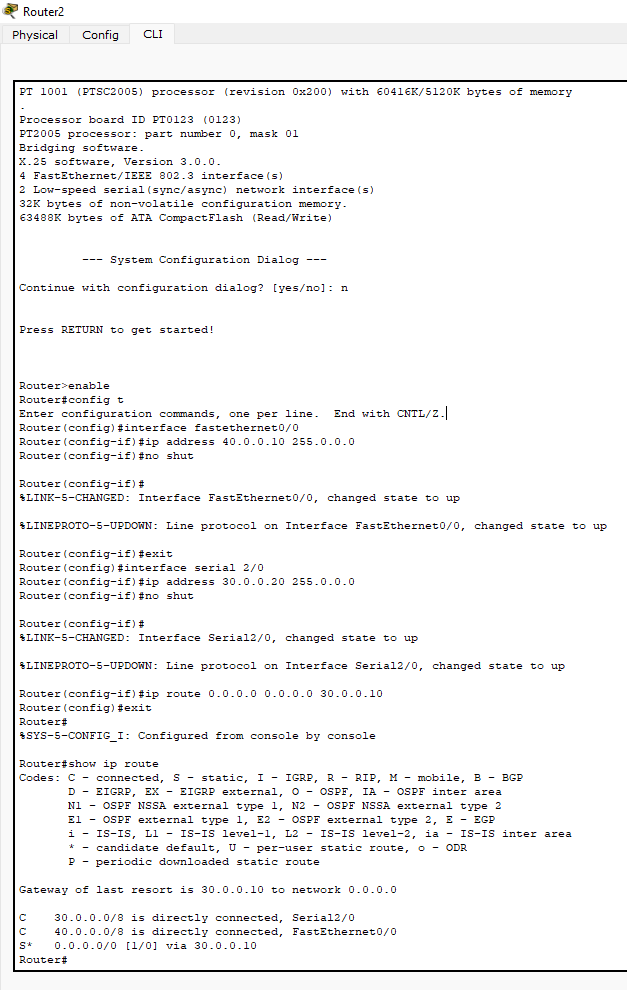 Router2
Physical Config CLI
PT 1001 (PTSC2005) processor (revision 0x200) with 60416K/5120K bytes of memory
.
Processor board ID PT0123 (0123)
PT2005 processor: part number 0, mask 01
Bridging software.
X.25 software, Version 3.0.0.
4 FastEthernet/IEEE 802.3 interface(s)
2 Low-speed serial(sync/async) network interface(s)
32K bytes of non-volatile configuration memory.
63488K bytes of ATA CompactFlash (Read/Write)
--- System Configuration Dialog ---
Continue with configuration dialog? [yes/no]: n
Press RETURN to get started!
Router>enable
Router#config t
Enter configuration commands, one per line.  End with CNTL/Z.
Router(config)#interface fastethernet0/0
Router(config-if)#ip address 40.0.0.10 255.0.0.0
Router(config-if)#no shut
Router(config-if)#
%LINK-5-CHANGED: Interface FastEthernet0/0, changed state to up
%LINEPROTO-5-UPDOWN: Line protocol on Interface FastEthernet0/0, changed state to up
Router(config-if)#exit
Router(config)#interface serial 2/0
Router(config-if)#ip address 30.0.0.20 255.0.0.0
Router(config-if)#no shut
Router(config-if)#
%LINK-5-CHANGED: Interface Serial2/0, changed state to up
%LINEPROTO-5-UPDOWN: Line protocol on Interface Serial2/0, changed state to up
Router(config-if)#ip route 0.0.0.0 0.0.0.0 30.0.0.10
Router(config)#exit
Router#
%SYS-5-CONFIG_I: Configured from console by console
Router#show ip route
Codes: C - connected, S - static, I - IGRP, R - RIP, M - mobile, B - BGP
D - EIGRP, EX - EIGRP external, O - OSPF, IA - OSPF inter area
N1 - OSPF NSSA external type 1, N2 - OSPF NSSA external type 2
E1 - OSPF external type 1, E2 - OSPF external type 2, E - EGP
i - IS-IS, L1 - IS-IS level-1, L2 - IS-IS level-2, ia - IS-IS inter area
* - candidate default, U - per-user static route, o - ODR
P - periodic downloaded static route
Gateway of last resort is 30.0.0.10 to network 0.0.0.0
C    30.0.0.0/8 is directly connected, Serial2/0
C    40.0.0.0/8 is directly connected, FastEthernet0/0
S*   0.0.0.0/0 [1/0] via 30.0.0.10
Router#